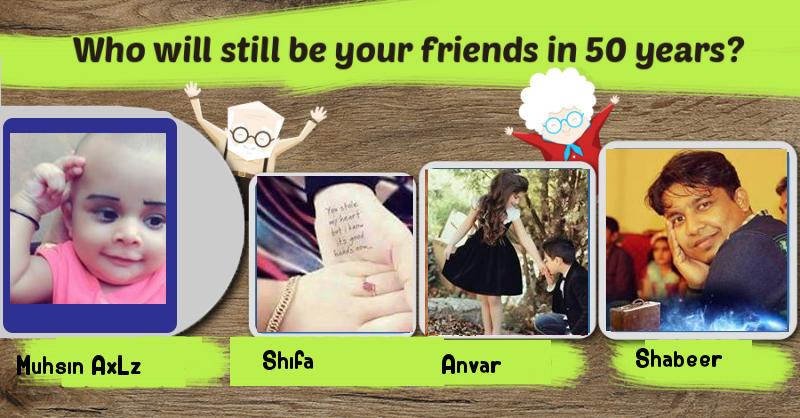 Who will still be your friends in 50 years?
You stole
my heart
but i know
its good
hands now...
Muhsin AxLz
Shifa
Anvar
Shabeer